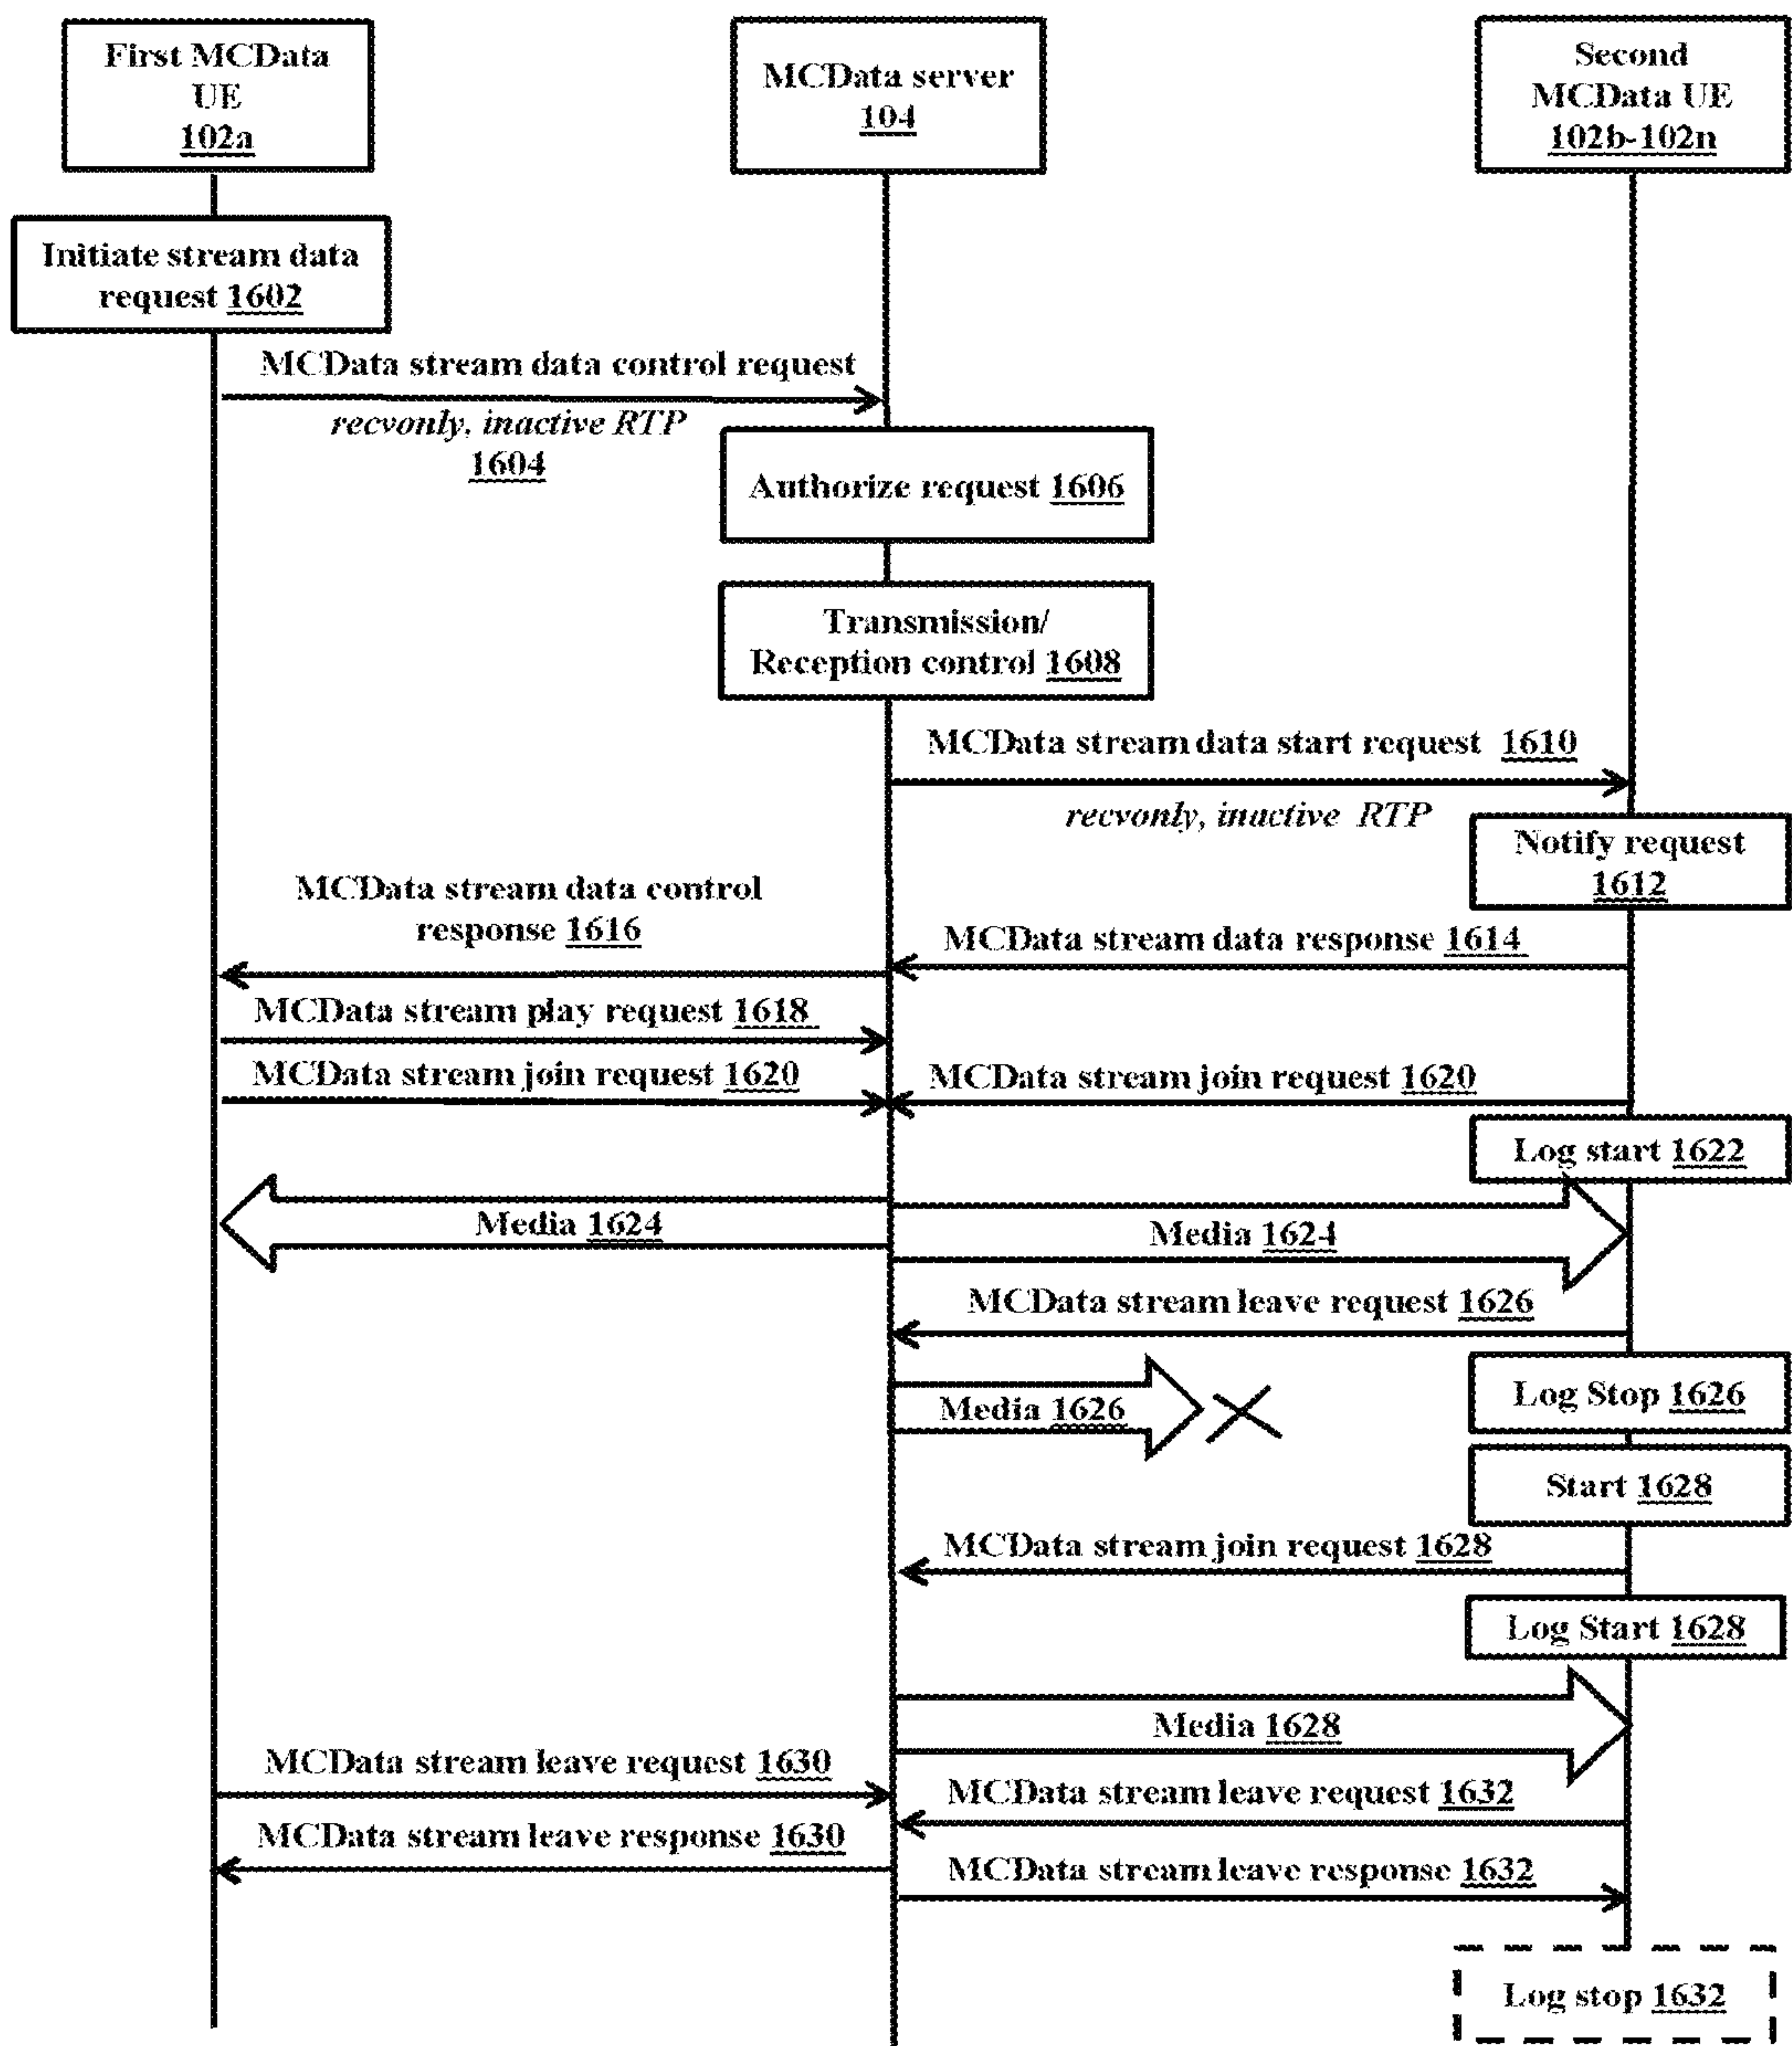 First MCData
UE
102a
MCData server
104
Second
MCData UE
102b-102n
Initiate stream data
request 1602
MCData stream data control request
recvonly, inactive RTP
1604
Authorize request 1606
Transmission/
Reception control 1608
MCData stream data start request 1610
recvonly, inactive RTP
Notify request
1612
MCData stream data control
response 1616
MCData stream data response 1614
MCData stream play request 1618
MCData stream join request 1620
MCData stream join request 1620
Log start 1622
Media 1624
Media 1624
MCData stream leave request 1626
Media 1626
Log Stop 1626
Start 1628
MCData stream join request 1628
Log Start 1628
Media 1628
MCData stream leave request 1630
MCData stream leave request 1632
MCData stream leave response 1630
MCData stream leave response 1632
Log stop 1632